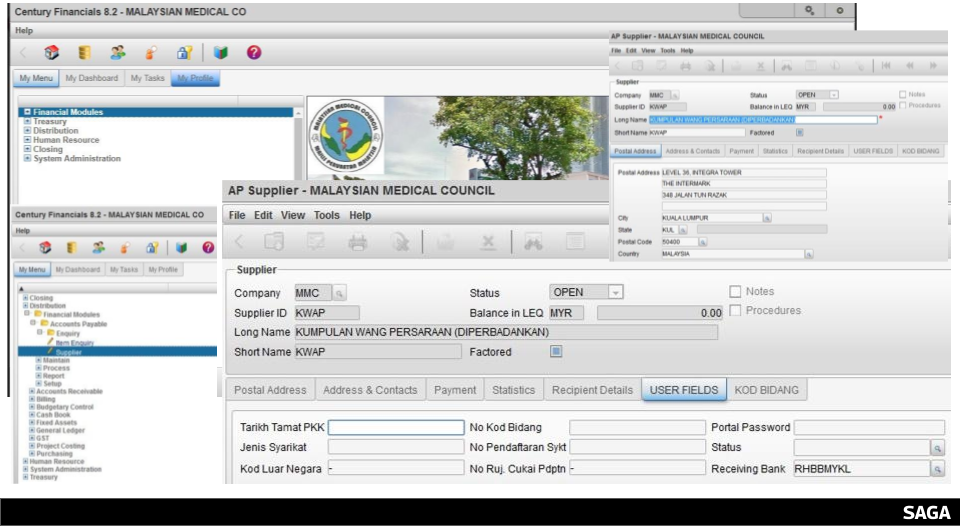 Century Financials 8.2 - MALAYSIAN MEDICAL CO
Help
My Menu My Dashboard My Tasks My Profile
Financial Modules
Treasury
Distribution
Human Resource
Closing
System Administration
MALAYSIAN MEDICAL COUNCIL
MAJLIS PERUBATAN MALAYSIA
AP Supplier - MALAYSIAN MEDICAL COUNCIL
File Edit View Tools Help
Supplier
Company MMC Status OPEN Notes
Supplier ID KWAP Balance in LEQ MYR 0.00 Procedures
Long Name KUMPULAN WANG PERSARAAN (DIPERBADANKAN) *
Short Name KWAP Factored
Postal Address Address & Contacts Payment Statistics Recipient Details USER FIELDS KOD BIDANG
Postal Address LEVEL 36, INTEGRA TOWER
THE INTERMARK
348 JALAN TUN RAZAK
City KUALA LUMPUR
State KUL
Postal Code 50400
Country MALAYSIA
Century Financials 8.2 - MALAYSIAN MEDICAL CO
Help
My Menu My Dashboard My Tasks My Profile
Closing
Distribution
Financial Modules
Accounts Payable
Enquiry
Item Enquiry
Supplier
Maintain
Process
Report
Setup
Accounts Receivable
Billing
Budgetary Control
Cash Book
Fixed Assets
General Ledger
GST
Project Costing
Purchasing
Human Resource
System Administration
Treasury
AP Supplier - MALAYSIAN MEDICAL COUNCIL
File Edit View Tools Help
Supplier
Company MMC Status OPEN Notes
Supplier ID KWAP Balance in LEQ MYR 0.00 Procedures
Long Name KUMPULAN WANG PERSARAAN (DIPERBADANKAN)
Short Name KWAP Factored
Postal Address Address & Contacts Payment Statistics Recipient Details USER FIELDS KOD BIDANG
Tarikh Tamat PKK No Kod Bidang Portal Password
Jenis Syarikat No Pendaftaran Sykt Status
Kod Luar Negara - No Ruj. Cukai Pdptn - Receiving Bank RHBBMYKL
SAGA